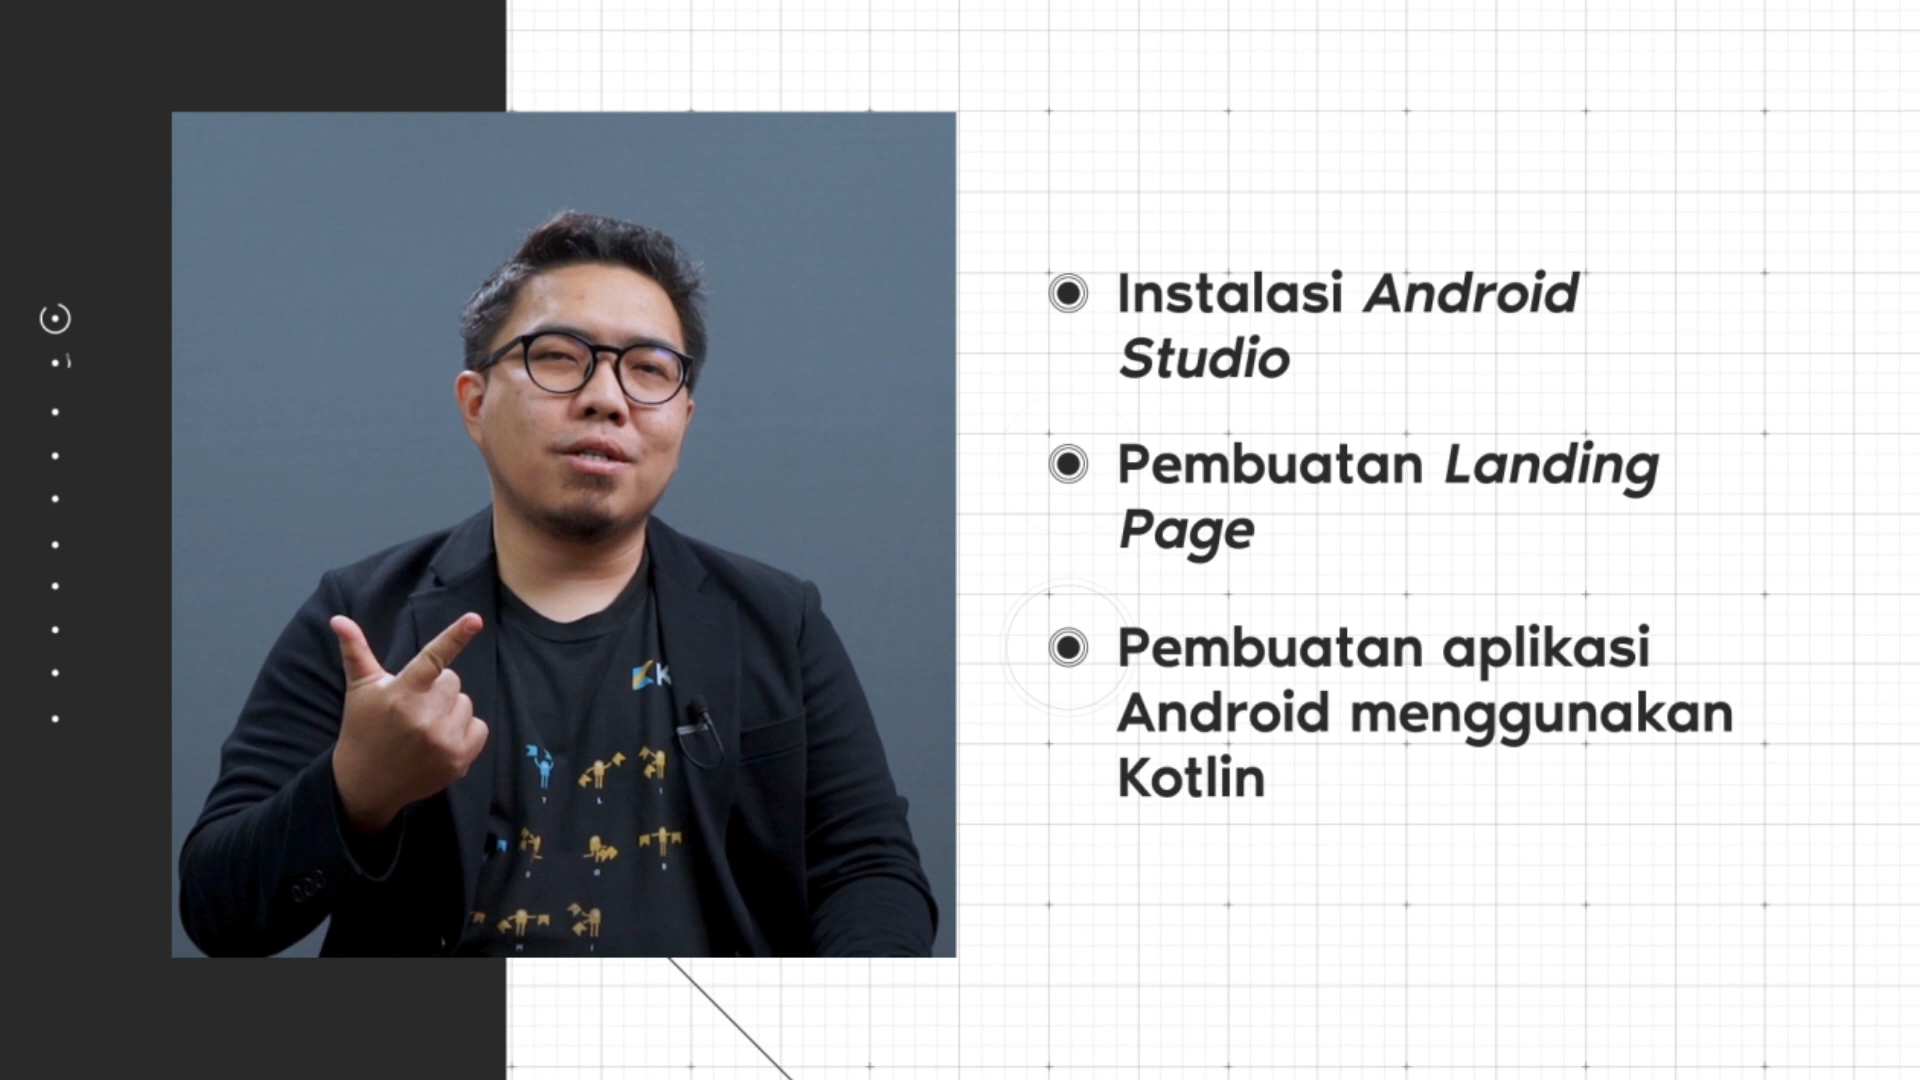 Instalasi Android
Studio
Pembuatan Landing
Page
Pembuatan aplikasi
Android menggunakan
Kotlin
K
T L I